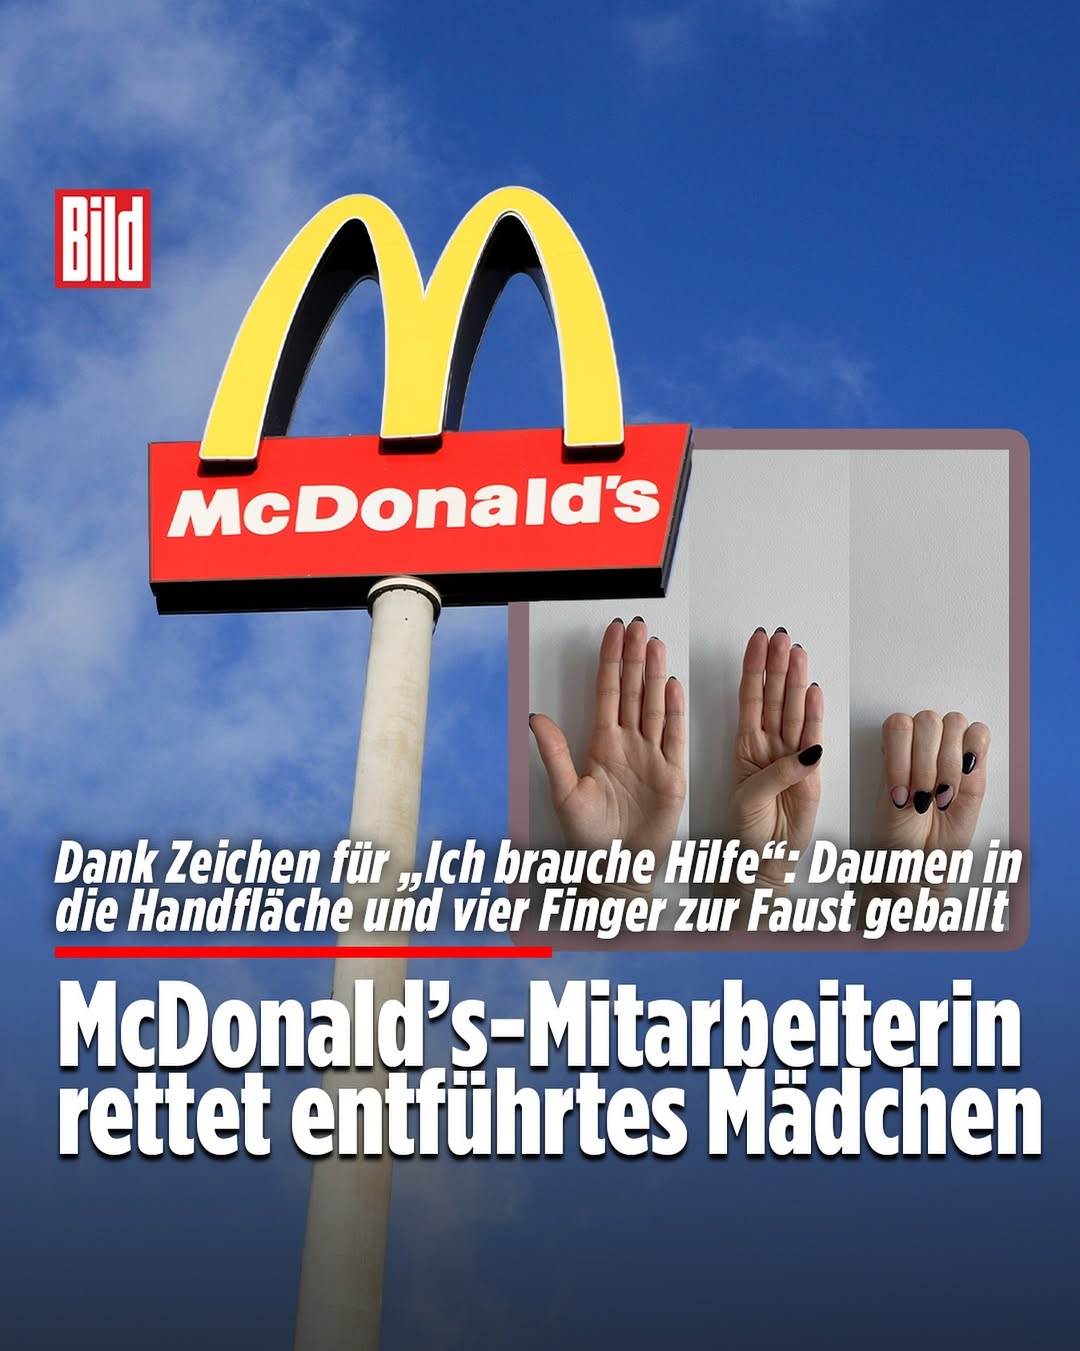 Bild
McDonald's
Dank Zeichen für „Ich brauche Hilfe“: Daumen in
die Handfläche und vier Finger zur Faust geballt
McDonald’s-Mitarbeiterin
rettet entführtes Mädchen